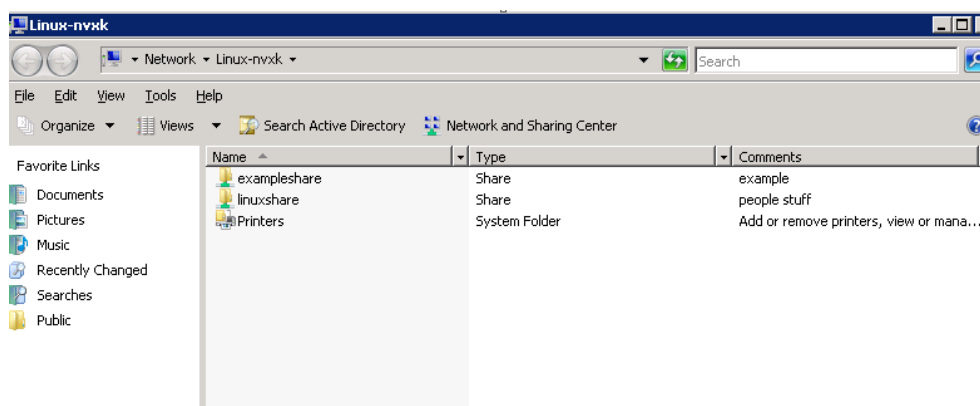 Linux-nvxk
Network Linux-nvxk
Search
File Edit View Tools Help
Organize Views Search Active Directory Network and Sharing Center
Favorite Links
Documents
Pictures
Music
Recently Changed
Searches
Public
Name Type Comments
exampleshare Share example
linuxshare Share people stuff
Printers System Folder Add or remove printers, view or mana...